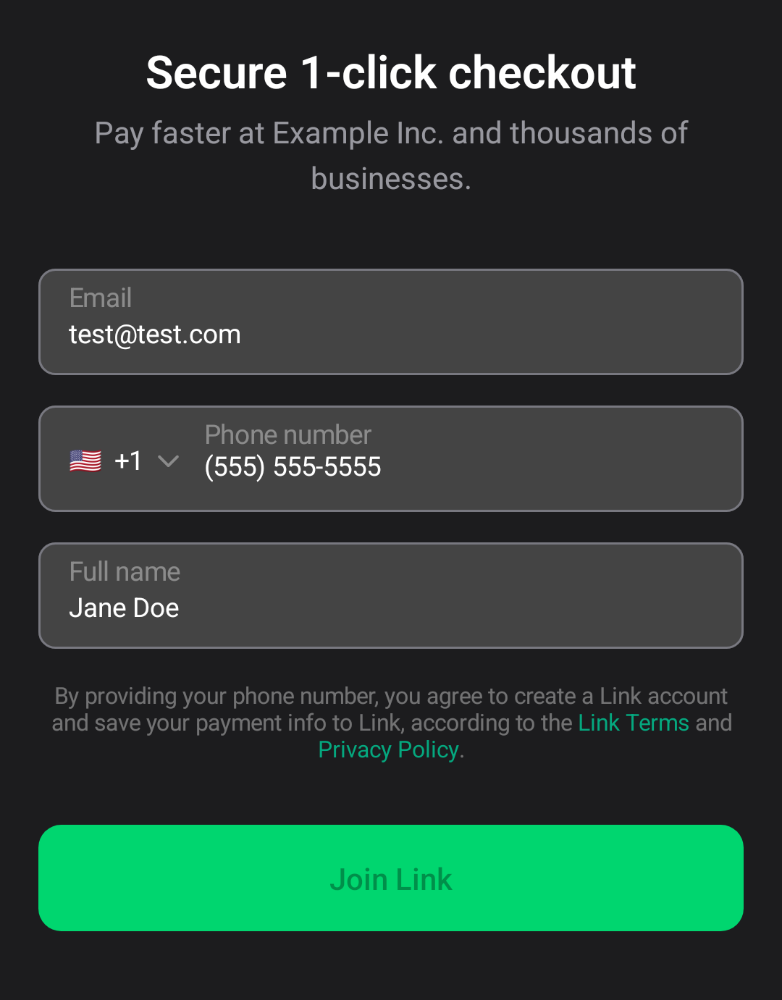 Secure 1-click checkout
Pay faster at Example Inc. and thousands of
businesses.
Email
test@test.com
Phone number
+1 (555) 555-5555
Full name
Jane Doe
By providing your phone number, you agree to create a Link account
and save your payment info to Link, according to the Link Terms and
Privacy Policy.
Join Link